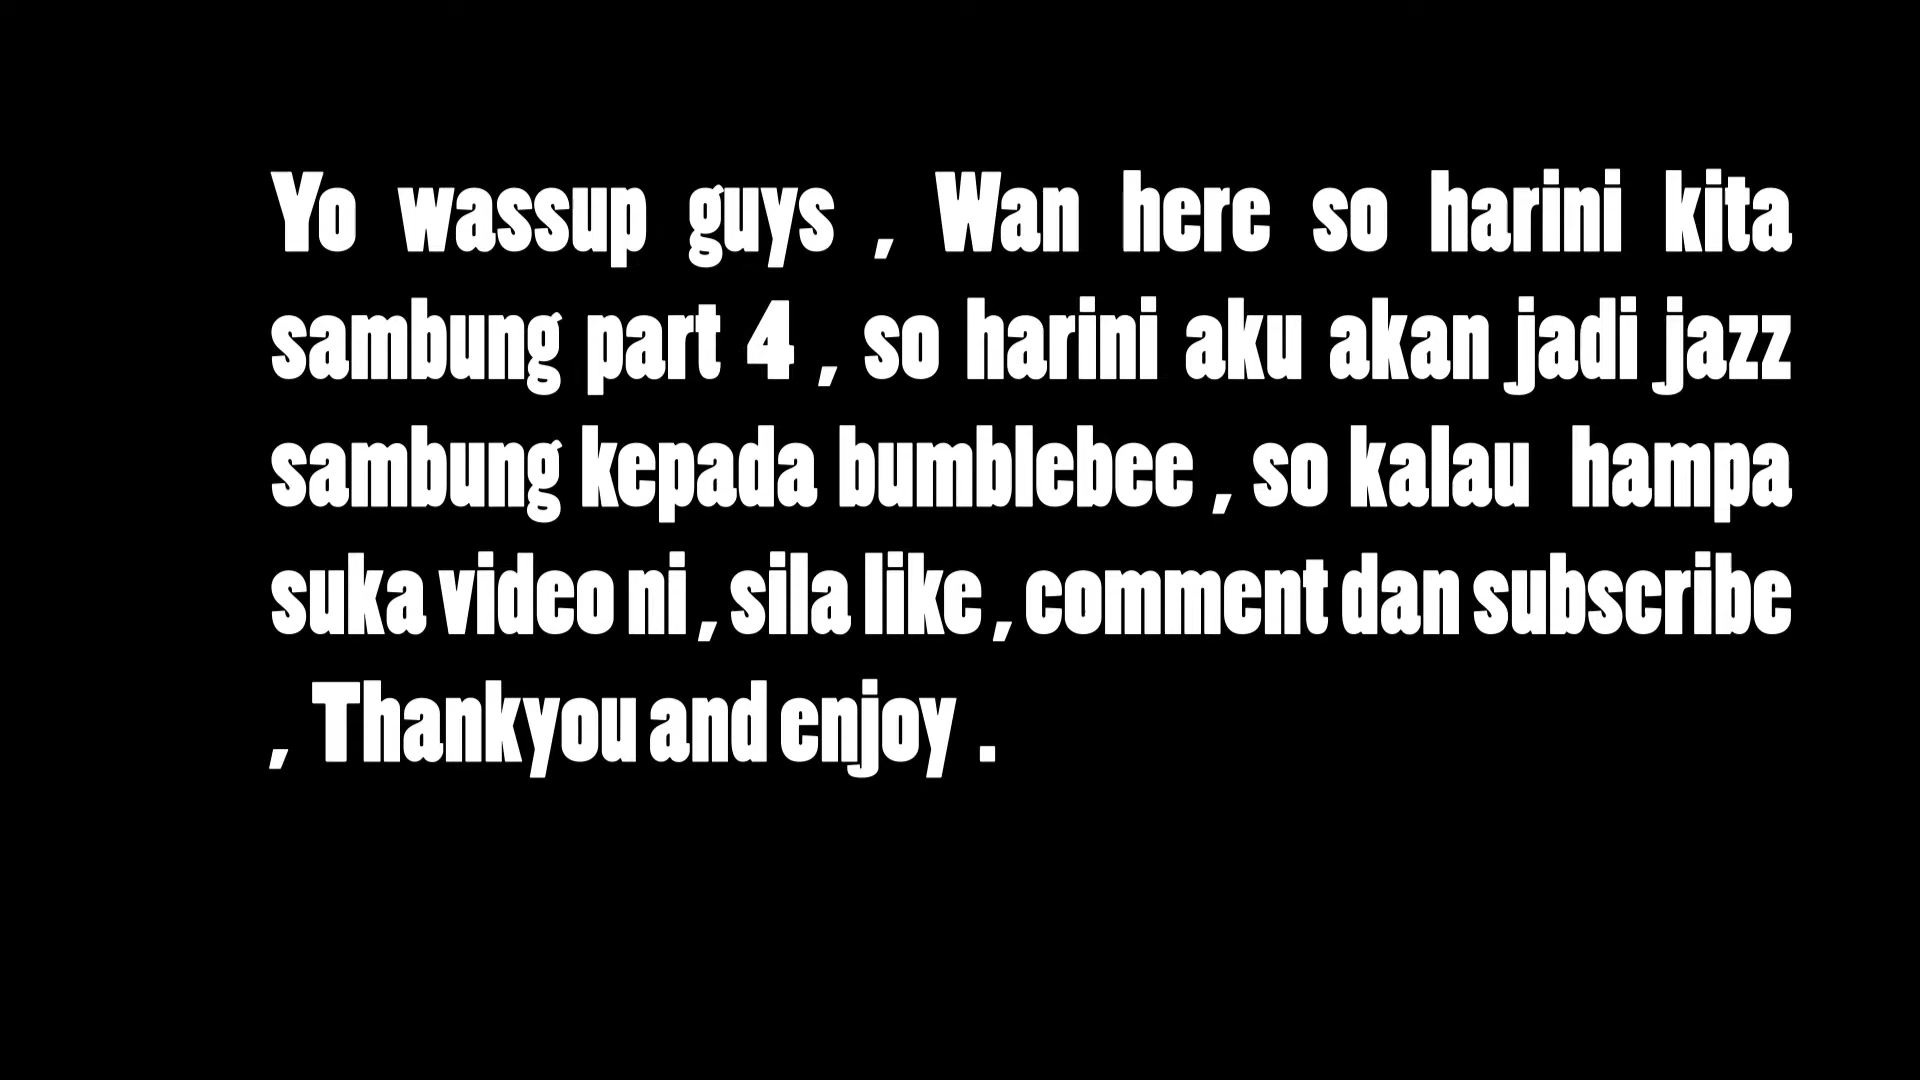 Yo wassup guys , Wan here so harini kita
sambung part 4 , so harini aku akan jadi jazz
sambung kepada bumblebee , so kalau hampa
suka video ni , sila like , comment dan subscribe
, Thankyou and enjoy .